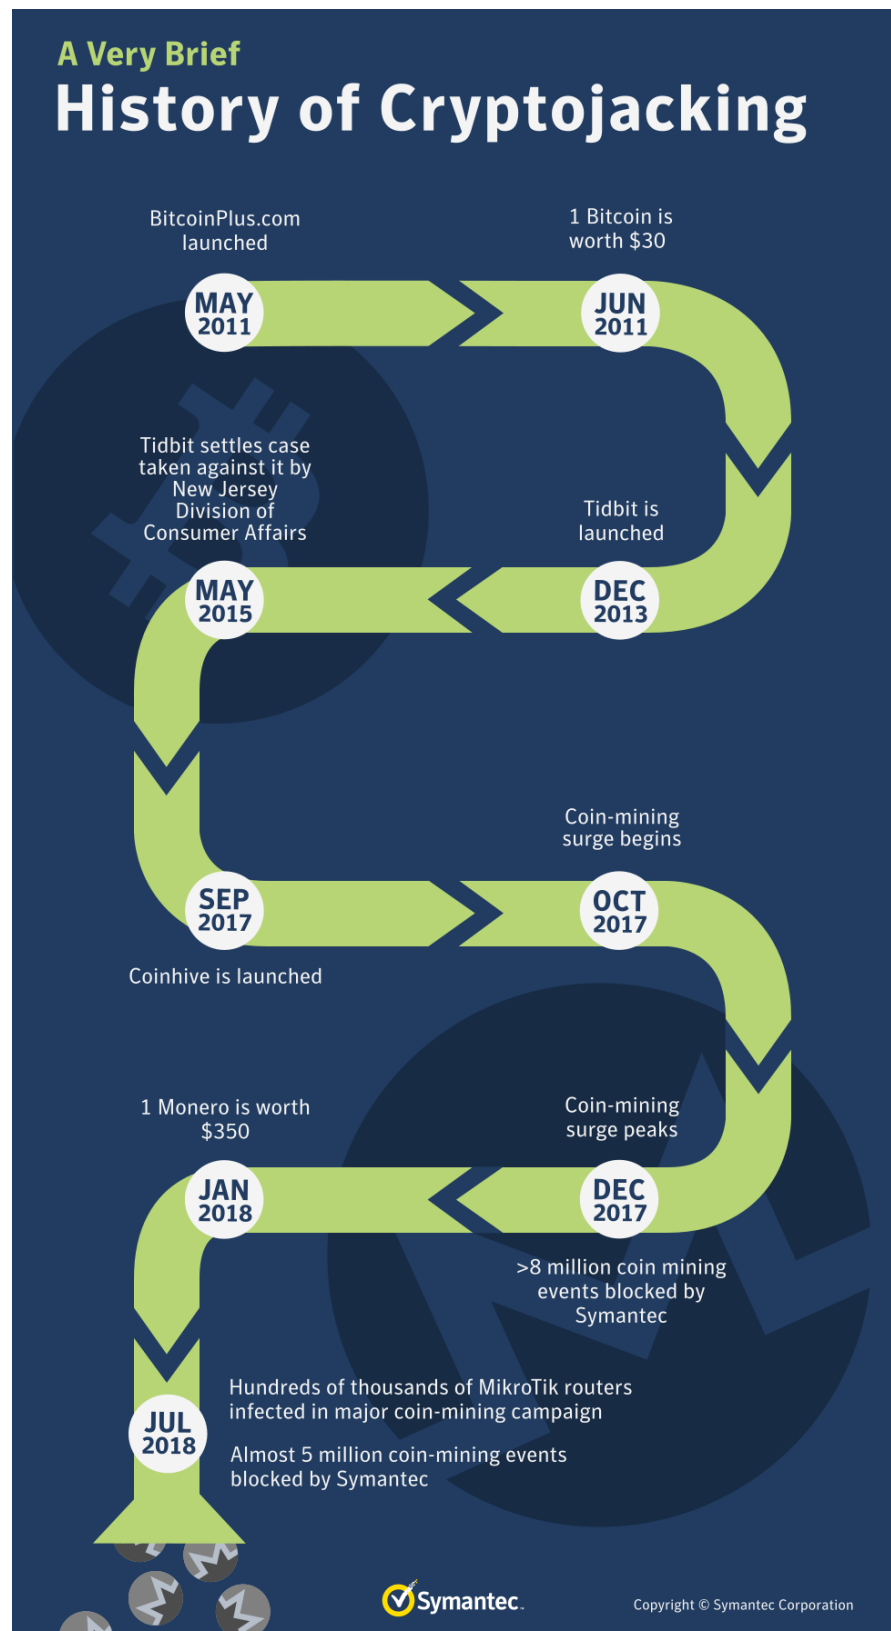 A Very Brief
History of Cryptojacking
BitcoinPlus.com
launched
MAY
2011
1 Bitcoin is
worth $30
JUN
2011
Tidbit is
launched
DEC
2013
Tidbit settles case
taken against it by
New Jersey
Division of
Consumer Affairs
MAY
2015
SEP
2017
Coinhive is launched
Coin-mining
surge begins
OCT
2017
Coin-mining
surge peaks
DEC
2017
>8 million coin mining
events blocked by
Symantec
1 Monero is worth
$350
JAN
2018
JUL
2018
Hundreds of thousands of MikroTik routers
infected in major coin-mining campaign
Almost 5 million coin-mining events
blocked by Symantec
Symantec
Copyright © Symantec Corporation